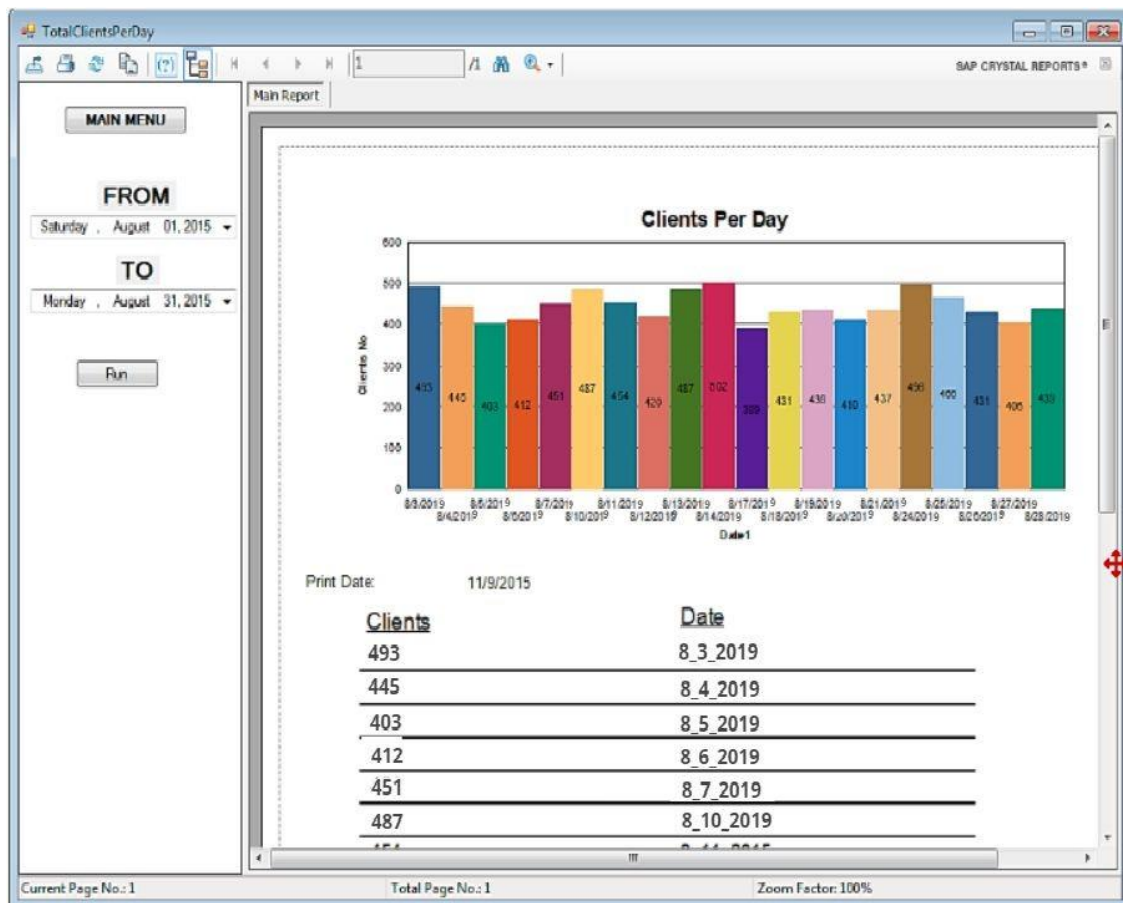 TotalClientsPerDay
1 /1 SAP CRYSTAL REPORTS®
MAIN MENU
FROM
Saturday , August 01, 2015
TO
Monday , August 31, 2015
Run
Main Report
Clients Per Day
600
500
400
300
200
100
0
Clients No
493 445 403 412 451 487 454 420 487 502 431 410 437 466 431
8/3/2019 8/5/2019 8/7/2019 8/11/2019 8/13/2019 8/17/2019 8/19/2019 8/21/2019 8/25/2019 8/27/2019
8/4/2019 8/6/2019 8/10/2019 8/12/2019 8/14/2019 8/18/2019 8/20/2019 8/24/2019 8/26/2019 8/28/2019
Date1
Print Date: 11/9/2015
Clients Date
493 8_3_2019
445 8_4_2019
403 8_5_2019
412 8_6_2019
451 8_7_2019
487 8_10_2019
Current Page No.: 1 Total Page No.: 1 Zoom Factor: 100%